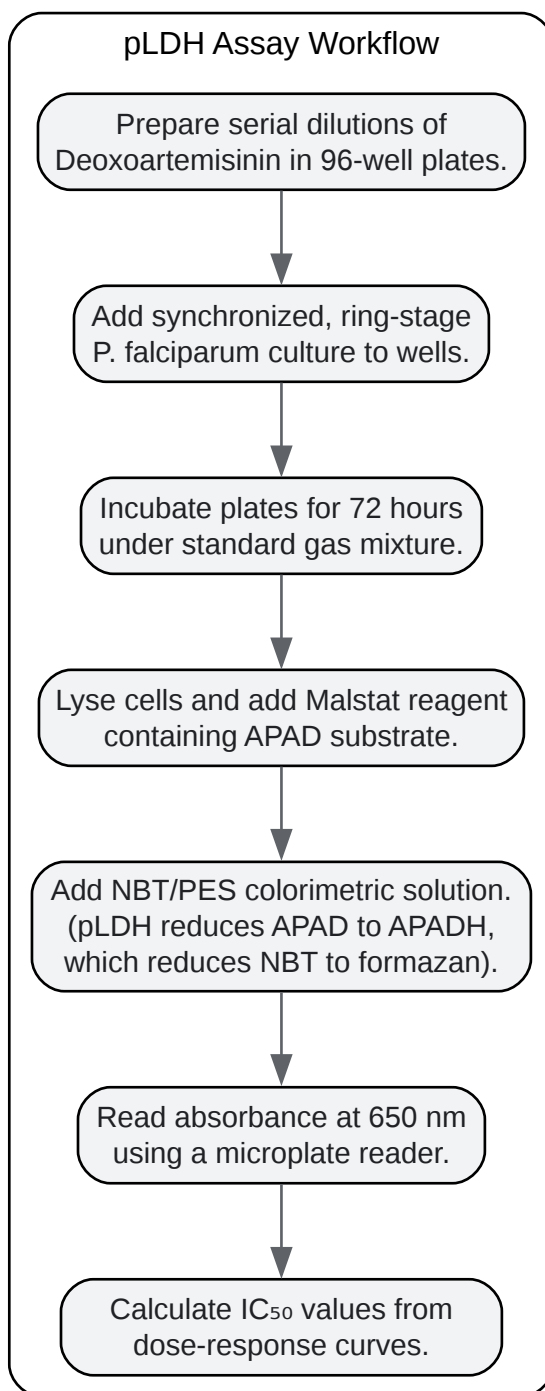 pLDH Assay Workflow
Prepare serial dilutions of
Deoxoartemisinin in 96-well plates.
Add synchronized, ring-stage
P. falciparum culture to wells.
Incubate plates for 72 hours
under standard gas mixture.
Lyse cells and add Malstat reagent
containing APAD substrate.
Add NBT/PES colorimetric solution.
(pLDH reduces APAD to APADH,
which reduces NBT to formazan).
Read absorbance at 650 nm
using a microplate reader.
Calculate IC₅₀ values from
dose-response curves.